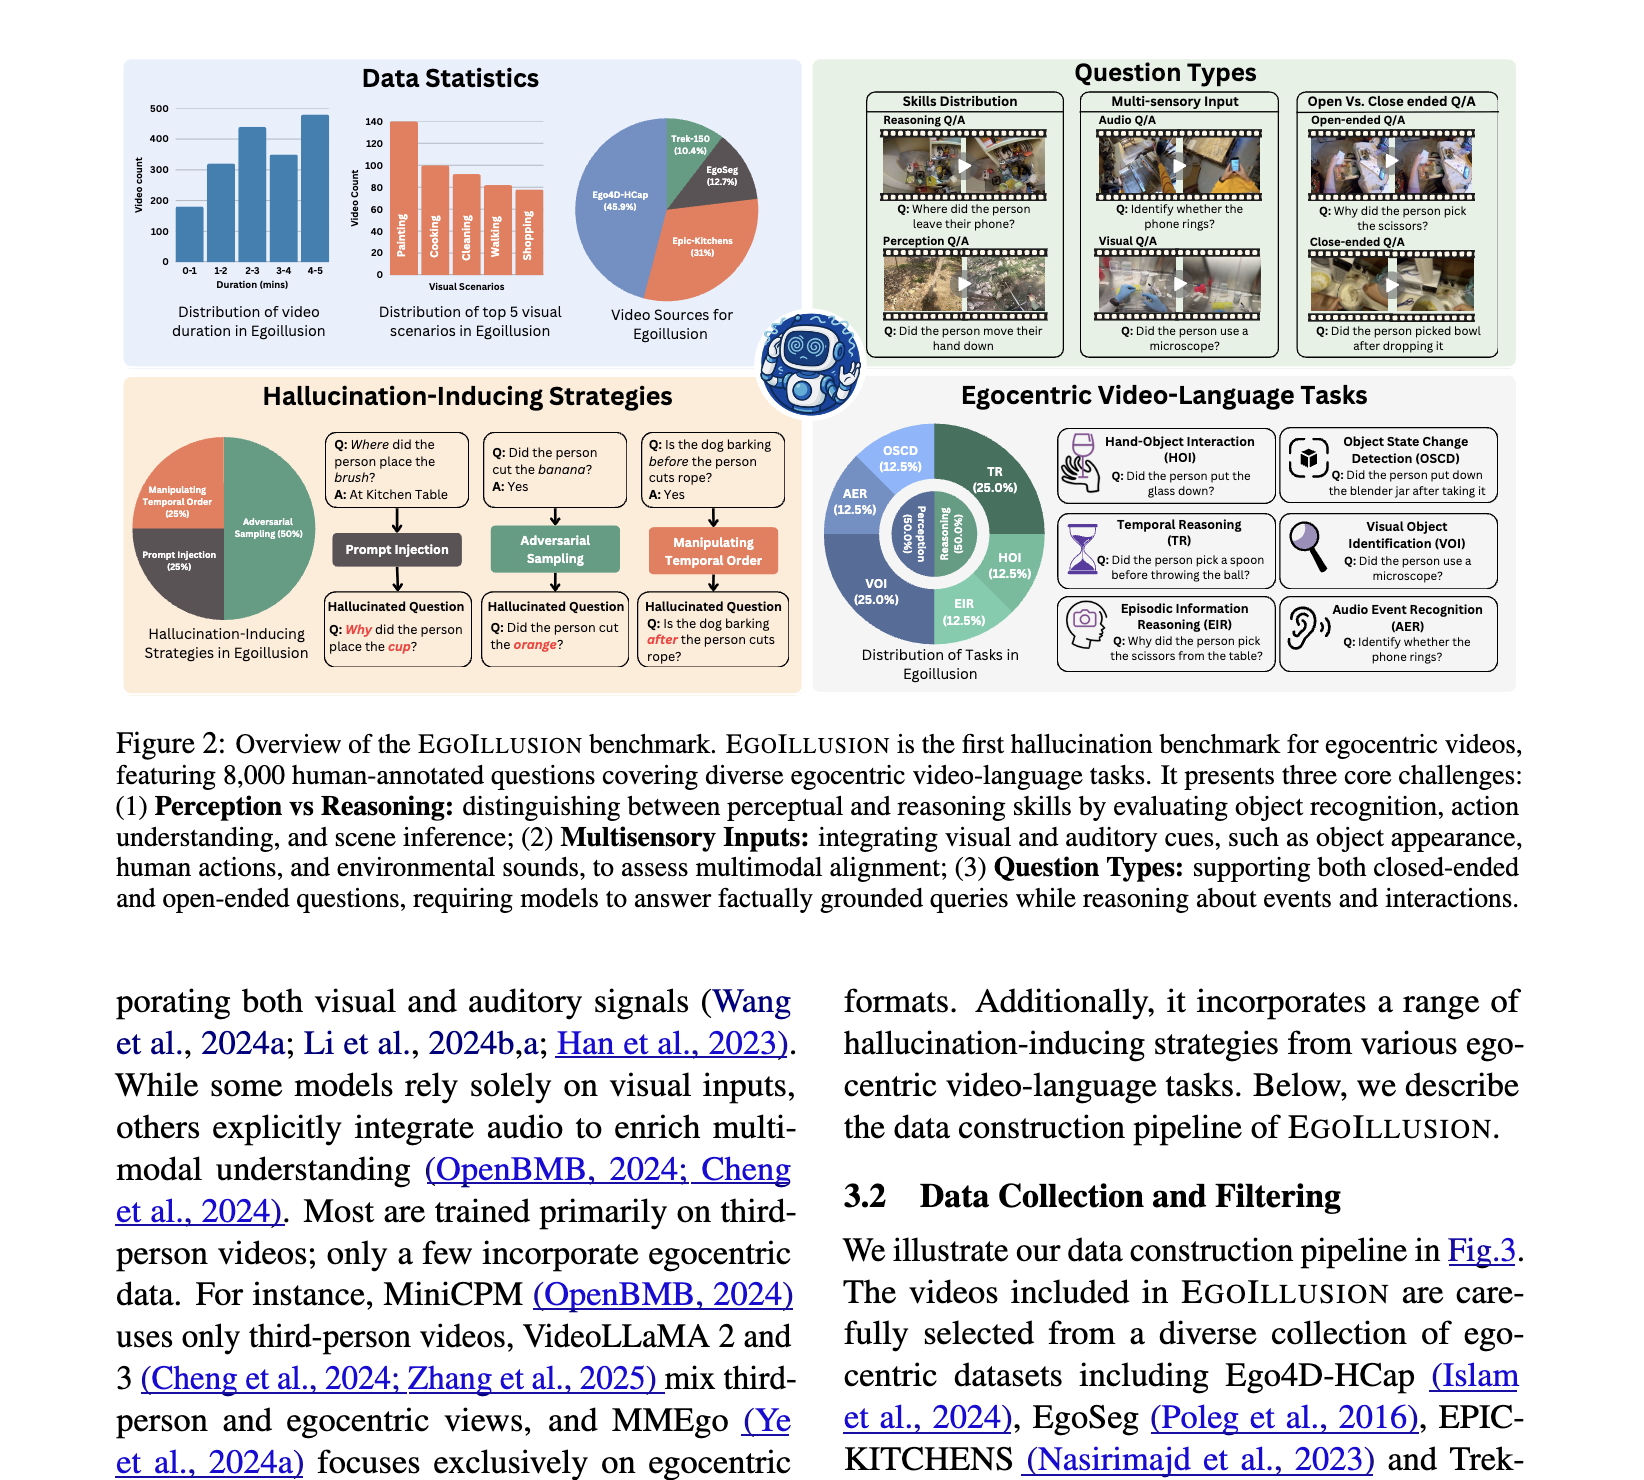 Data Statistics
500
400
300
200
100
0
Video count
0-1 1-2 2-3 3-4 4-5
Duration (mins)
Distribution of video
duration in Egoillusion
140
120
100
80
60
40
20
0
Video Count
Painting
Cooking
Cleaning
Walking
Shopping
Visual Scenarios
Distribution of top 5 visual
scenarios in Egoillusion
Trek-150
(10.4%)
EgoSeg
(12.7%)
Ego4D-HCap
(45.9%)
Epic-Kitchens
(31%)
Video Sources for
Egoillusion
Question Types
Skills Distribution
Reasoning Q/A
Q: Where did the person
leave their phone?
Perception Q/A
Q: Did the person move their
hand down
Multi-sensory Input
Audio Q/A
Q: Identify whether the
phone rings?
Visual Q/A
Q: Did the person use a
microscope?
Open Vs. Close ended Q/A
Open-ended Q/A
Q: Why did the person pick
the scissors?
Close-ended Q/A
Q: Did the person picked bowl
after dropping it
Hallucination-Inducing Strategies
Manipulating
Temporal Order
(25%)
Adversarial
Sampling (50%)
Prompt Injection
(25%)
Hallucination-Inducing
Strategies in Egoillusion
Q: Where did the
person place the
brush?
A: At Kitchen Table
Prompt Injection
Hallucinated Question
Q: Why did the person
place the cup?
Q: Did the person
cut the banana?
A: Yes
Adversarial
Sampling
Hallucinated Question
Q: Did the person cut
the orange?
Q: Is the dog barking
before the person
cuts rope?
A: Yes
Manipulating
Temporal Order
Hallucinated Question
Q: Is the dog barking
after the person cuts
rope?
Egocentric Video-Language Tasks
OSCD
(12.5%)
TR
(25.0%)
AER
(12.5%)
Perception
(50.0%)
Reasoning
(50.0%)
HOI
(12.5%)
VOI
(25.0%)
EIR
(12.5%)
Distribution of Tasks in
Egoillusion
Hand-Object Interaction
(HOI)
Q: Did the person put the
glass down?
Object State Change
Detection (OSCD)
Q: Did the person put down
the blender jar after taking it
Temporal Reasoning
(TR)
Q: Did the person pick a spoon
before throwing the ball?
Visual Object
Identification (VOI)
Q: Did the person use a
microscope?
Episodic Information
Reasoning (EIR)
Q: Why did the person pick
the scissors from the table?
Audio Event Recognition
(AER)
Q: Identify whether the
phone rings?
Figure 2: Overview of the EGOILLUSION benchmark. EGOILLUSION is the first hallucination benchmark for egocentric videos,
featuring 8,000 human-annotated questions covering diverse egocentric video-language tasks. It presents three core challenges:
(1) Perception vs Reasoning: distinguishing between perceptual and reasoning skills by evaluating object recognition, action
understanding, and scene inference; (2) Multisensory Inputs: integrating visual and auditory cues, such as object appearance,
human actions, and environmental sounds, to assess multimodal alignment; (3) Question Types: supporting both closed-ended
and open-ended questions, requiring models to answer factually grounded queries while reasoning about events and interactions.
porating both visual and auditory signals (Wang
et al., 2024a; Li et al., 2024b,a; Han et al., 2023).
While some models rely solely on visual inputs,
others explicitly integrate audio to enrich multi-
modal understanding (OpenBMB, 2024; Cheng
et al., 2024). Most are trained primarily on third-
person videos; only a few incorporate egocentric
data. For instance, MiniCPM (OpenBMB, 2024)
uses only third-person videos, VideoLLaMA 2 and
3 (Cheng et al., 2024; Zhang et al., 2025) mix third-
person and egocentric views, and MMEgo (Ye
et al., 2024a) focuses exclusively on egocentric
formats. Additionally, it incorporates a range of
hallucination-inducing strategies from various ego-
centric video-language tasks. Below, we describe
the data construction pipeline of EGOILLUSION.
3.2 Data Collection and Filtering
We illustrate our data construction pipeline in Fig.3.
The videos included in EGOILLUSION are care-
fully selected from a diverse collection of ego-
centric datasets including Ego4D-HCap (Islam
et al., 2024), EgoSeg (Poleg et al., 2016), EPIC-
KITCHENS (Nasirimajd et al., 2023) and Trek-